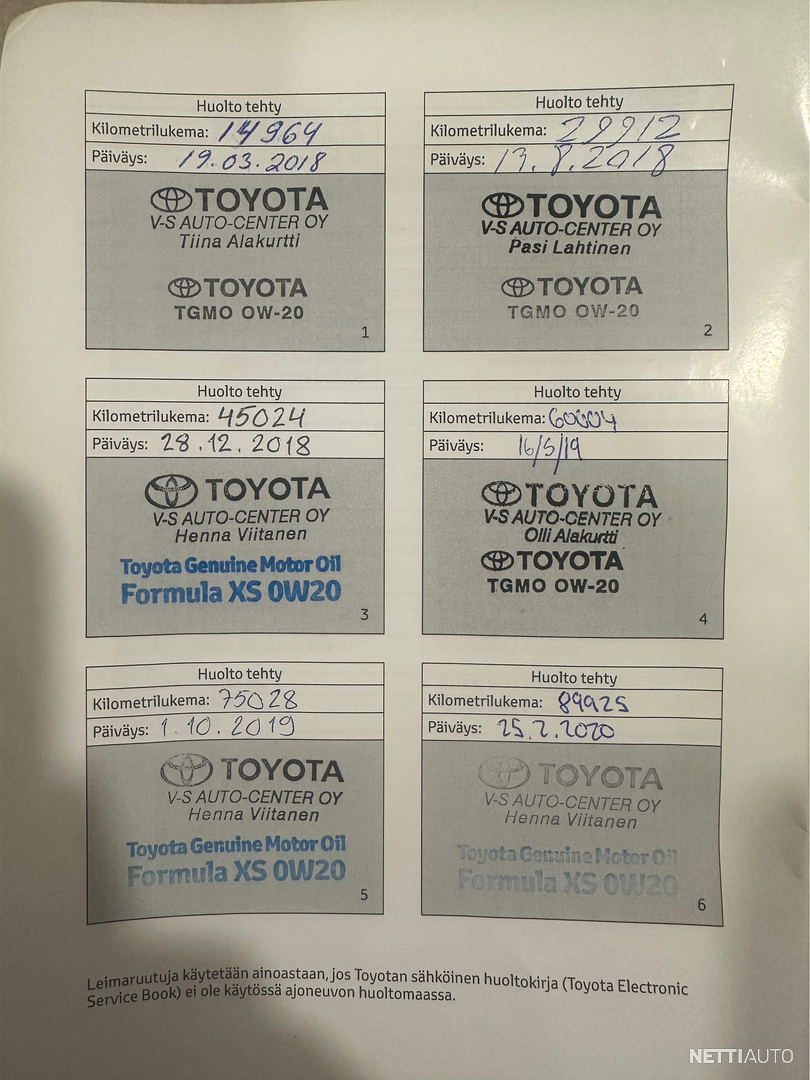 Huolto tehty
Kilometrilukema: 14964
Päiväys: 19.03.2018
TOYOTA
V-S AUTO-CENTER OY
Tiina Alakurtti
TOYOTA
TGMO OW-20
1
Huolto tehty
Kilometrilukema: 29912
Päiväys: 13.8.2018
TOYOTA
V-S AUTO-CENTER OY
Pasi Lahtinen
TOYOTA
TGMO OW-20
2
Huolto tehty
Kilometrilukema: 45024
Päiväys: 28.12.2018
TOYOTA
V-S AUTO-CENTER OY
Henna Viitanen
Toyota Genuine Motor Oil
Formula XS 0W20
3
Huolto tehty
Kilometrilukema:
Päiväys: 16/5/19
TOYOTA
V-S AUTO-CENTER OY
Olli Alakurtti
TOYOTA
TGMO OW-20
4
Huolto tehty
Kilometrilukema: 75028
Päiväys: 1.10.2019
TOYOTA
V-S AUTO-CENTER OY
Henna Viitanen
Toyota Genuine Motor Oil
Formula XS 0W20
5
Huolto tehty
Kilometrilukema: 89925
Päiväys: 25.2.2020
TOYOTA
V-S AUTO-CENTER OY
Henna Viitanen
Toyota Genuine Motor Oil
Formula XS 0W20
6
Leimaruutuja käytetään ainoastaan, jos Toyotan sähköinen huoltokirja (Toyota Electronic
Service Book) ei ole käytössä ajoneuvon huoltomaassa.
NETTIAUTO